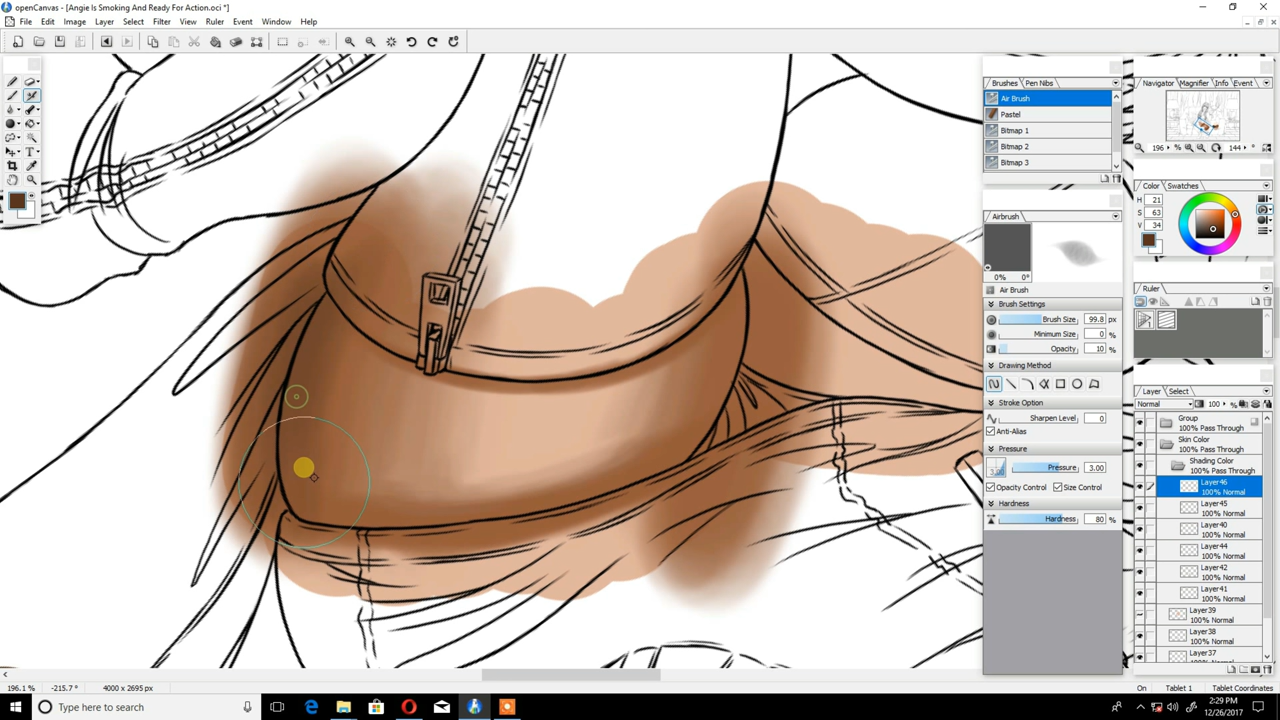 openCanvas - [Angie Is Smoking And Ready For Action.oci *]
File Edit Image Layer Select Filter View Ruler Event Window Help
Brushes Pen Nibs
Air Brush
Pastel
Bitmap 1
Bitmap 2
Bitmap 3
Airbrush
0% 0°
Air Brush
Brush Settings
Brush Size 99.8 px
Minimum Size 0 %
Opacity 10 %
Drawing Method
Stroke Option
Sharpen Level 0
Anti-Alias
Pressure
3.00 Pressure 3.00
Opacity Control Size Control
Hardness
Hardness 80 %
Navigator Magnifier Info Event
196 % 144 °
Color Swatches
H 21
S 63
V 34
Ruler
Layer Select
Normal 100 %
Group
100% Pass Through
Skin Color
100% Pass Through
Shading Color
100% Pass Through
Layer46
100% Normal
Layer45
100% Normal
Layer40
100% Normal
Layer44
100% Normal
Layer42
100% Normal
Layer41
100% Normal
Layer39
100% Normal
Layer38
100% Normal
Layer37
196.1 % -215.7° 4000 x 2695 px
On Tablet 1 Tablet Coordinates
Type here to search
2:29 PM
12/26/2017